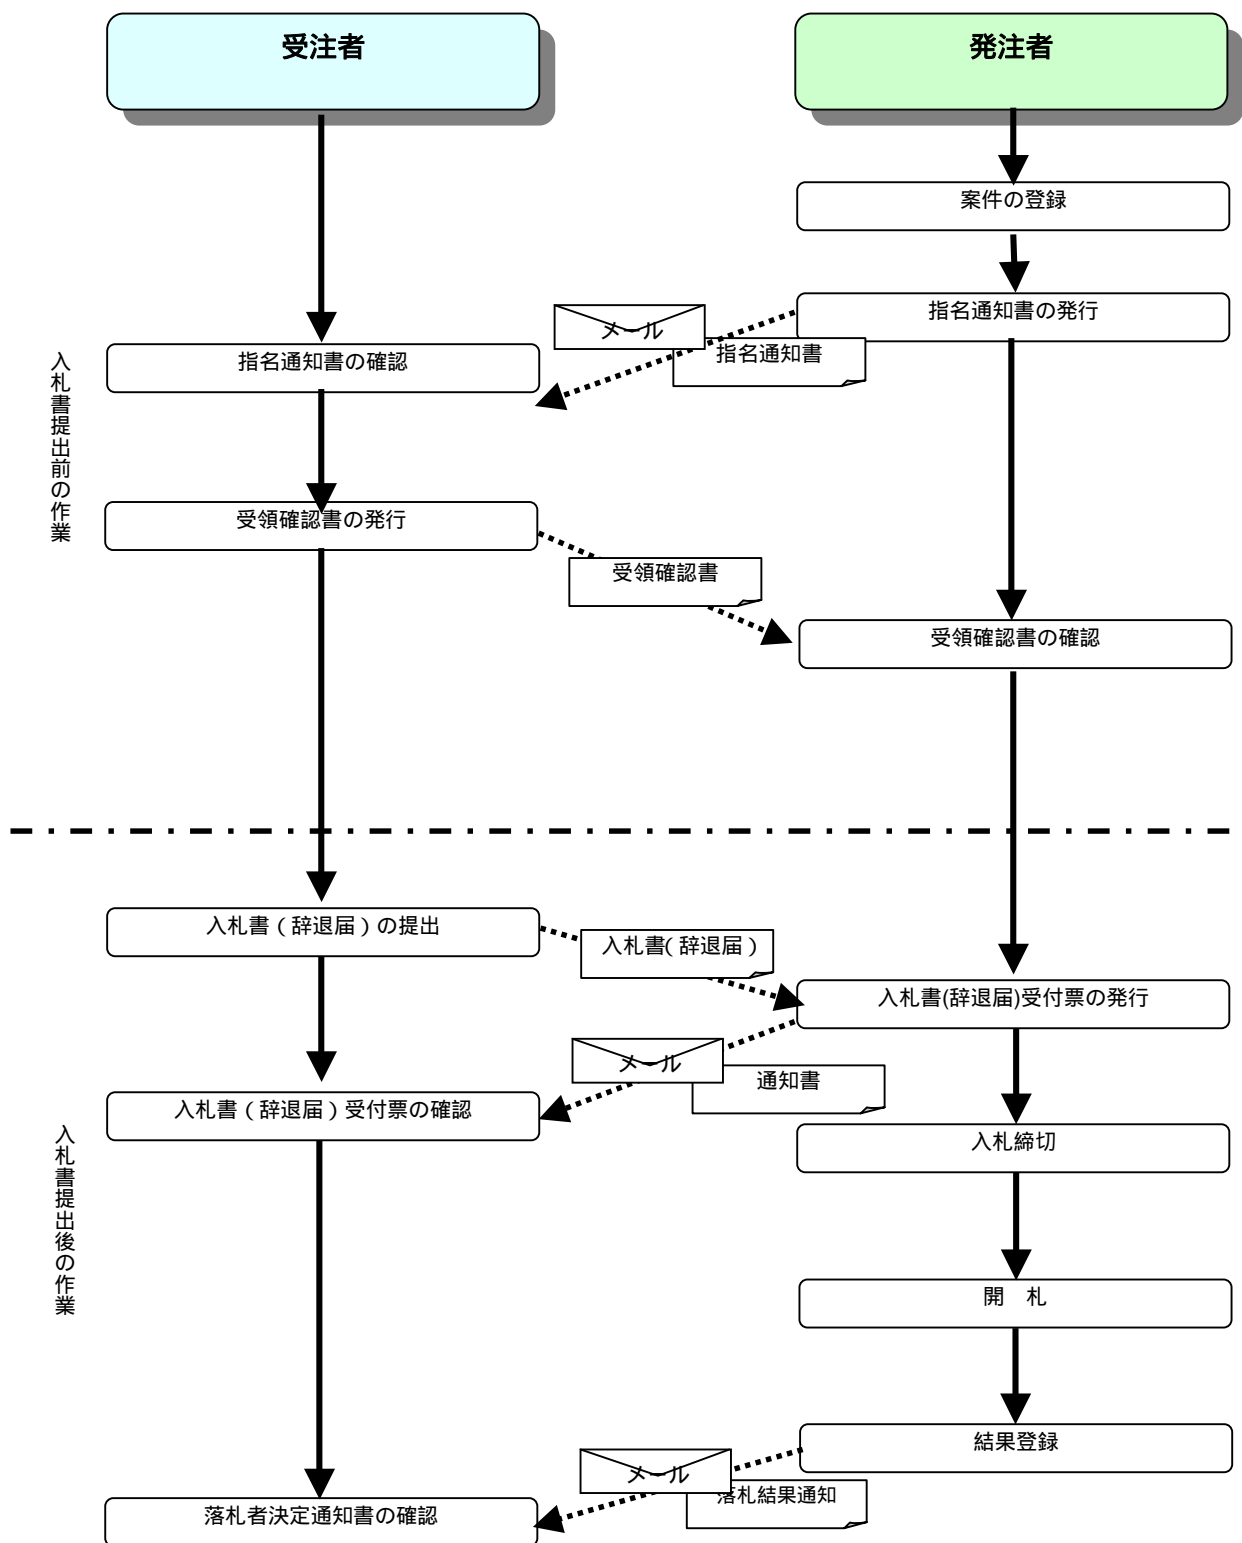 受注者
発注者
案件の登録
指名通知書の発行
メール
指名通知書
指名通知書の確認
入札書提出前の作業
受領確認書の発行
受領確認書
受領確認書の確認
入札書（辞退届）の提出
入札書（辞退届）
入札書(辞退届)受付票の発行
メール
通知書
入札書（辞退届）受付票の確認
入札締切
入札書提出後の作業
開　札
結果登録
メール
落札結果通知
落札者決定通知書の確認